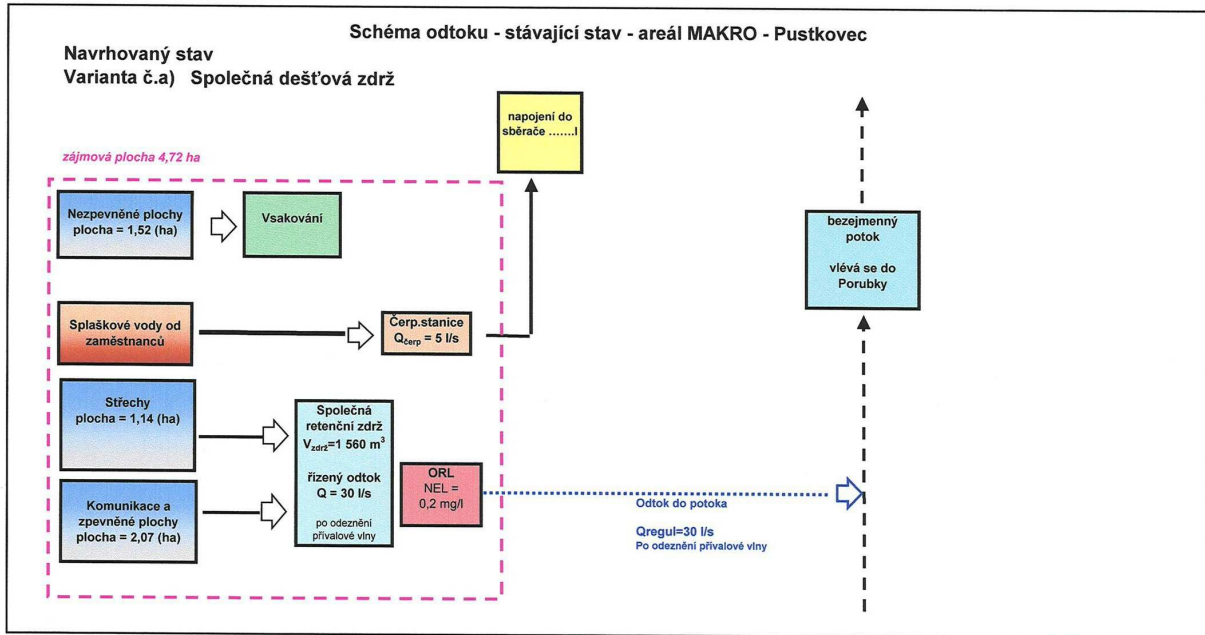 Schéma odtoku - stávající stav - areál MAKRO - Pustkovec
Navrhovaný stav
Varianta č.a) Společná dešťová zdrž
napojení do
sběrače .......I
zájmová plocha 4,72 ha
Nezpevněné plochy
plocha = 1,52 (ha)
Vsakování
bezejmenný
potok
vlévá se do
Porubky
Splaškové vody od
zaměstnanců
Čerp.stanice
Qčerp = 5 l/s
Střechy
plocha = 1,14 (ha)
Společná
retenční zdrž
Vzdrž=1 560 m³
řízený odtok
Q = 30 l/s
po odeznění
přívalové vlny
ORL
NEL =
0,2 mg/l
Komunikace a
zpevněné plochy
plocha = 2,07 (ha)
Odtok do potoka
Qregul=30 l/s
Po odeznění přívalové vlny